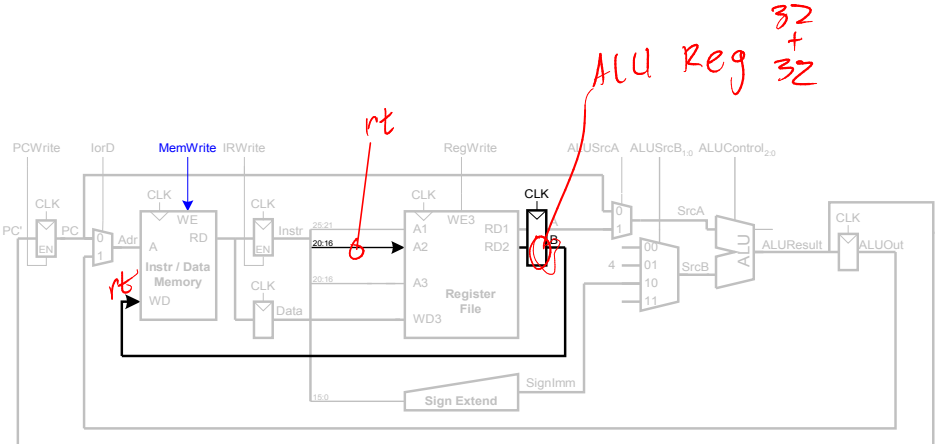 32
+
32
ALU Reg
rt
PCWrite IorD MemWrite IRWrite RegWrite ALUSrcA ALUSrcB1:0 ALUControl2:0
CLK CLK CLK CLK CLK CLK
PC' EN PC 0 1 Adr
WE
A RD
Instr / Data
Memory
WD
rt
EN Instr
CLK
Data
25:21
20:16
20:16
15:0
WE3
A1 RD1
A2 RD2
A3
Register
File
WD3
A
B
0
1
SrcA
4
00
01
10
11
SrcB
ALU
ALUResult
ALUOut
SignImm
Sign Extend